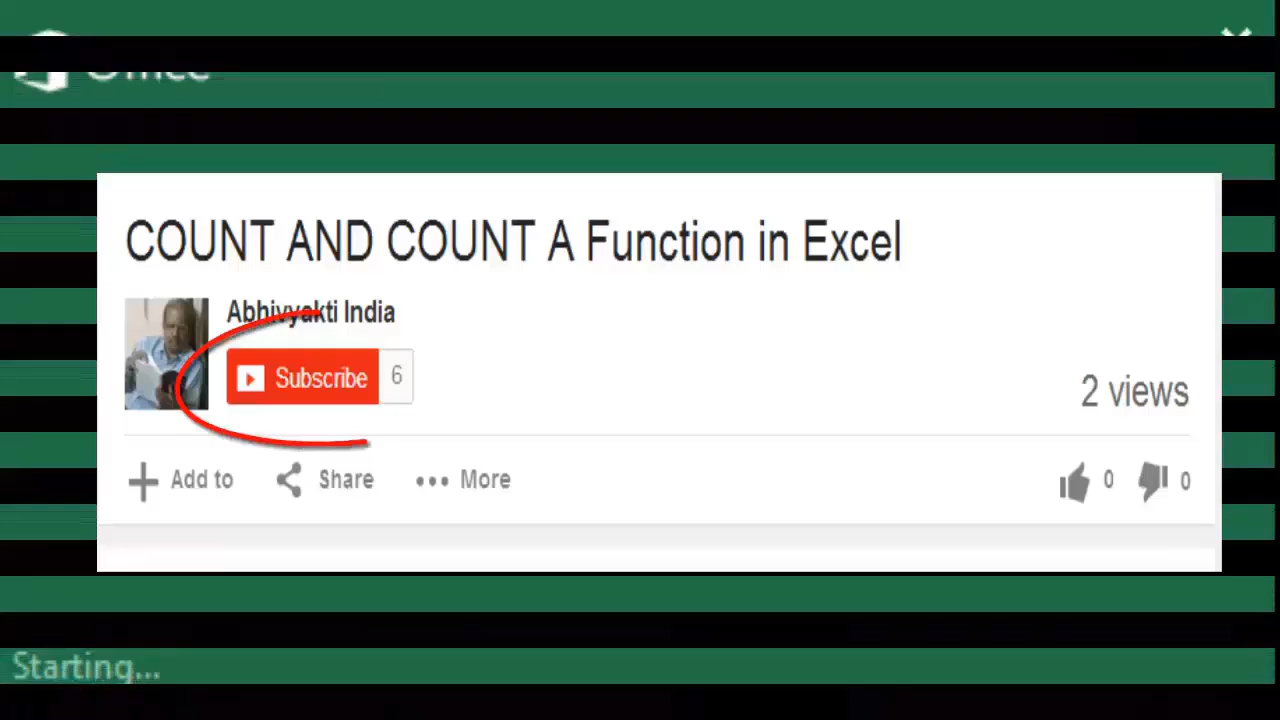 Office
COUNT AND COUNT A Function in Excel
Abhivyakti India
Subscribe 6
2 views
Add to Share More
0 0
Starting...